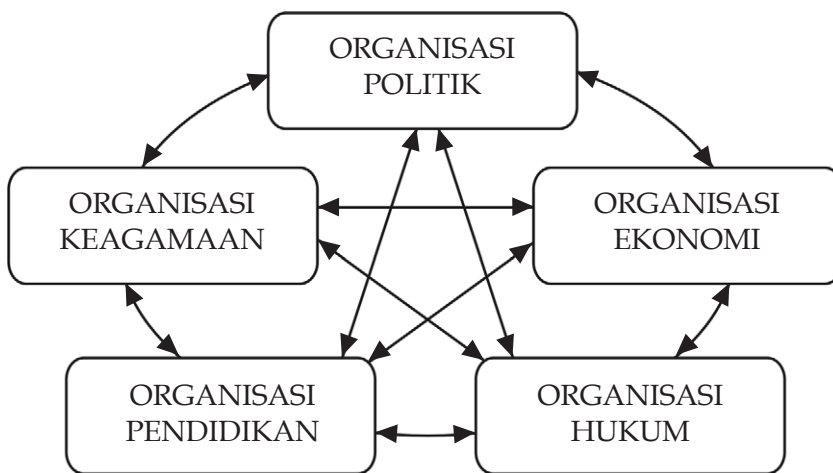 ORGANISASI
POLITIK
ORGANISASI
KEAGAMAAN
ORGANISASI
EKONOMI
ORGANISASI
PENDIDIKAN
ORGANISASI
HUKUM